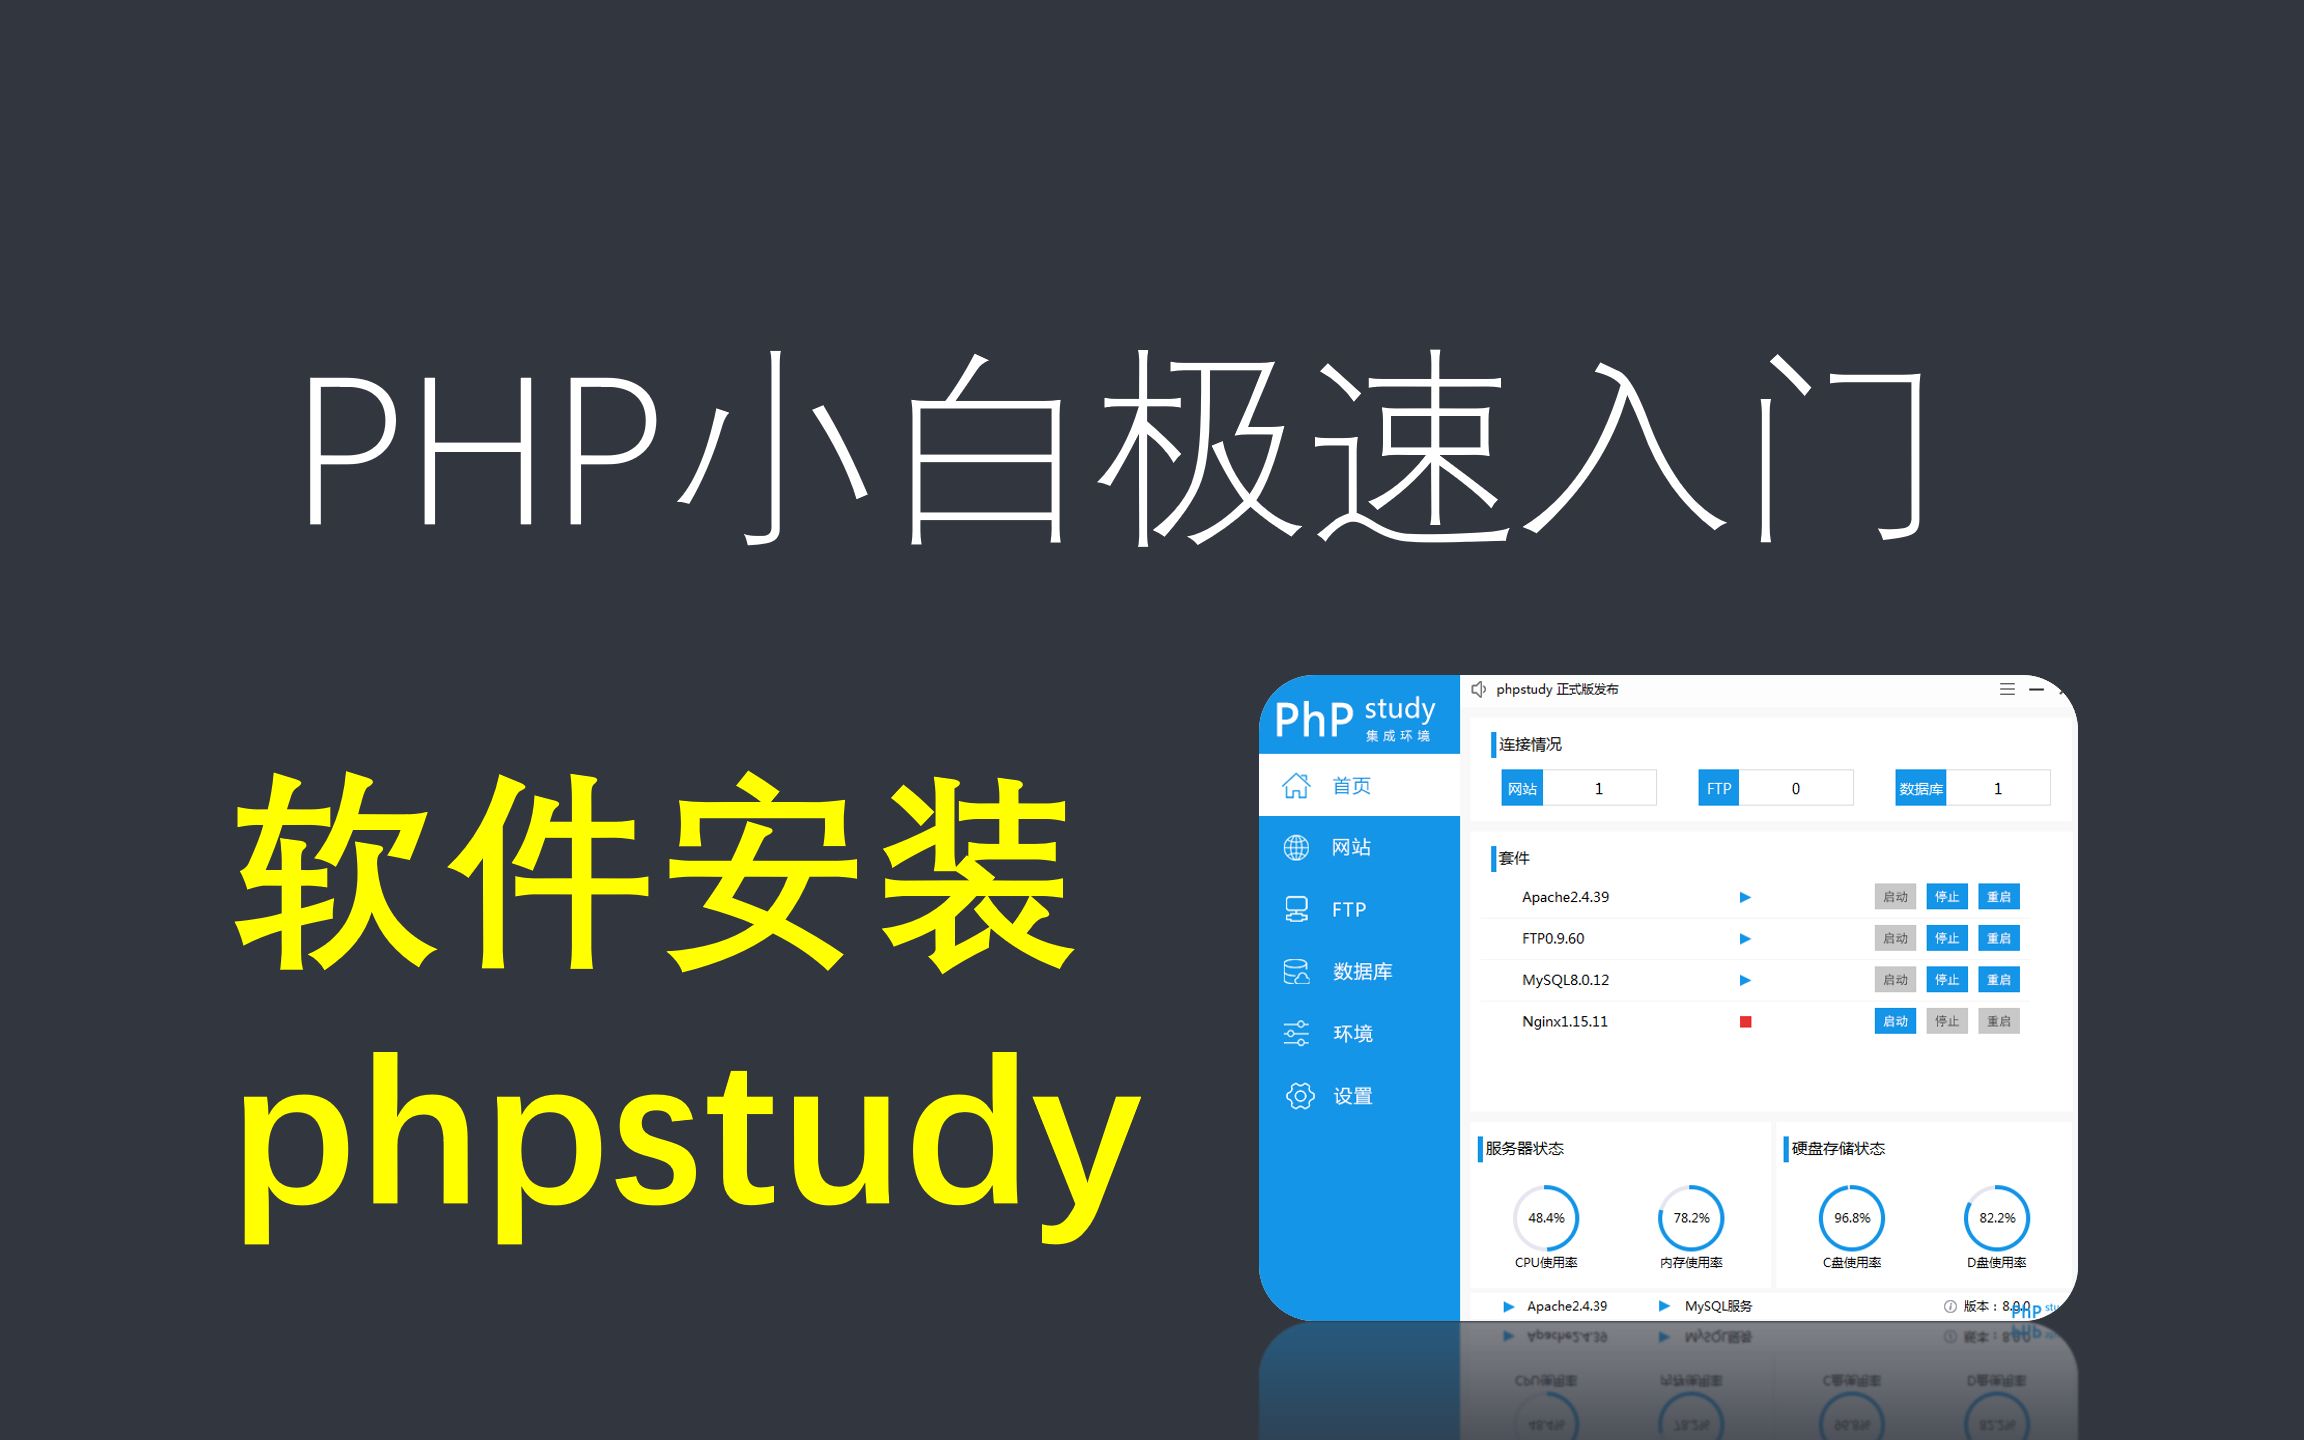 PHP小白极速入门
软件安装
phpstudy
PhP study
集成环境
首页
网站
FTP
数据库
环境
设置
phpstudy 正式版发布
连接情况
网站 1 FTP 0 数据库 1
套件
Apache2.4.39 启动 停止 重启
FTP0.9.60 启动 停止 重启
MySQL8.0.12 启动 停止 重启
Nginx1.15.11 启动 停止 重启
服务器状态 硬盘存储状态
48.4% 78.2% 96.8% 82.2%
CPU使用率 内存使用率 C盘使用率 D盘使用率
Apache2.4.39 MySQL服务 版本：8.0.0
PhP